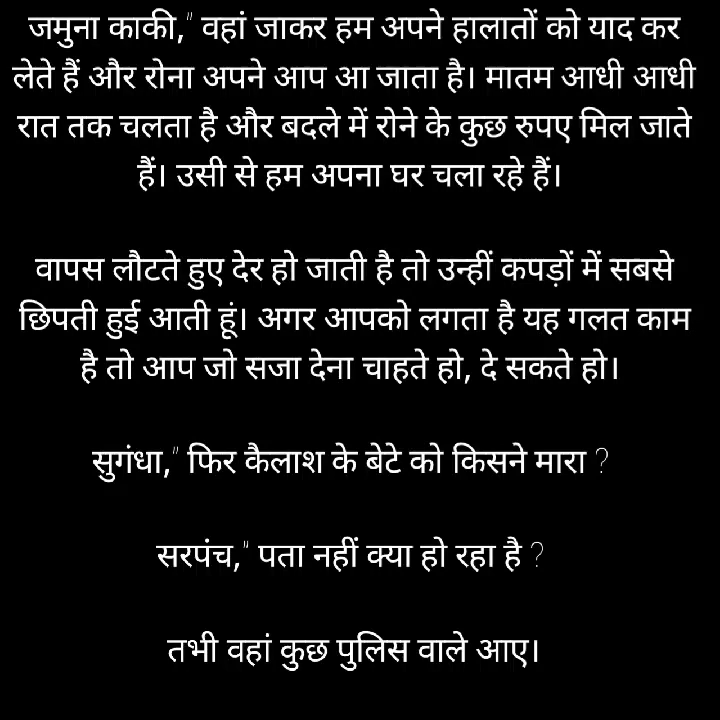 जमुना काकी," वहां जाकर हम अपने हालातों को याद कर
लेते हैं और रोना अपने आप आ जाता है। मातम आधी आधी
रात तक चलता है और बदले में रोने के कुछ रुपए मिल जाते
हैं। उसी से हम अपना घर चला रहे हैं।
वापस लौटते हुए देर हो जाती है तो उन्हीं कपड़ों में सबसे
छिपती हुई आती हूं। अगर आपको लगता है यह गलत काम
है तो आप जो सजा देना चाहते हो, दे सकते हो।
सुगंधा," फिर कैलाश के बेटे को किसने मारा ?
सरपंच," पता नहीं क्या हो रहा है ?
तभी वहां कुछ पुलिस वाले आए।